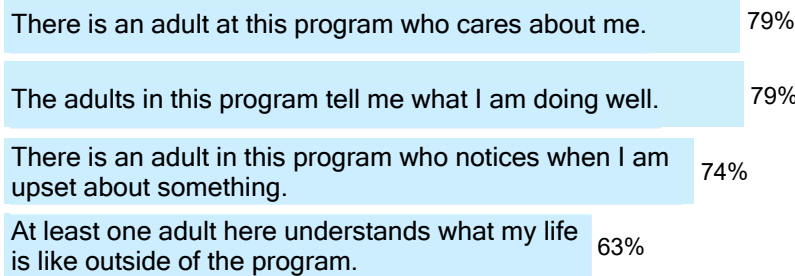 There is an adult at this program who cares about me. 79%
The adults in this program tell me what I am doing well. 79%
There is an adult in this program who notices when I am
upset about something. 74%
At least one adult here understands what my life
is like outside of the program. 63%